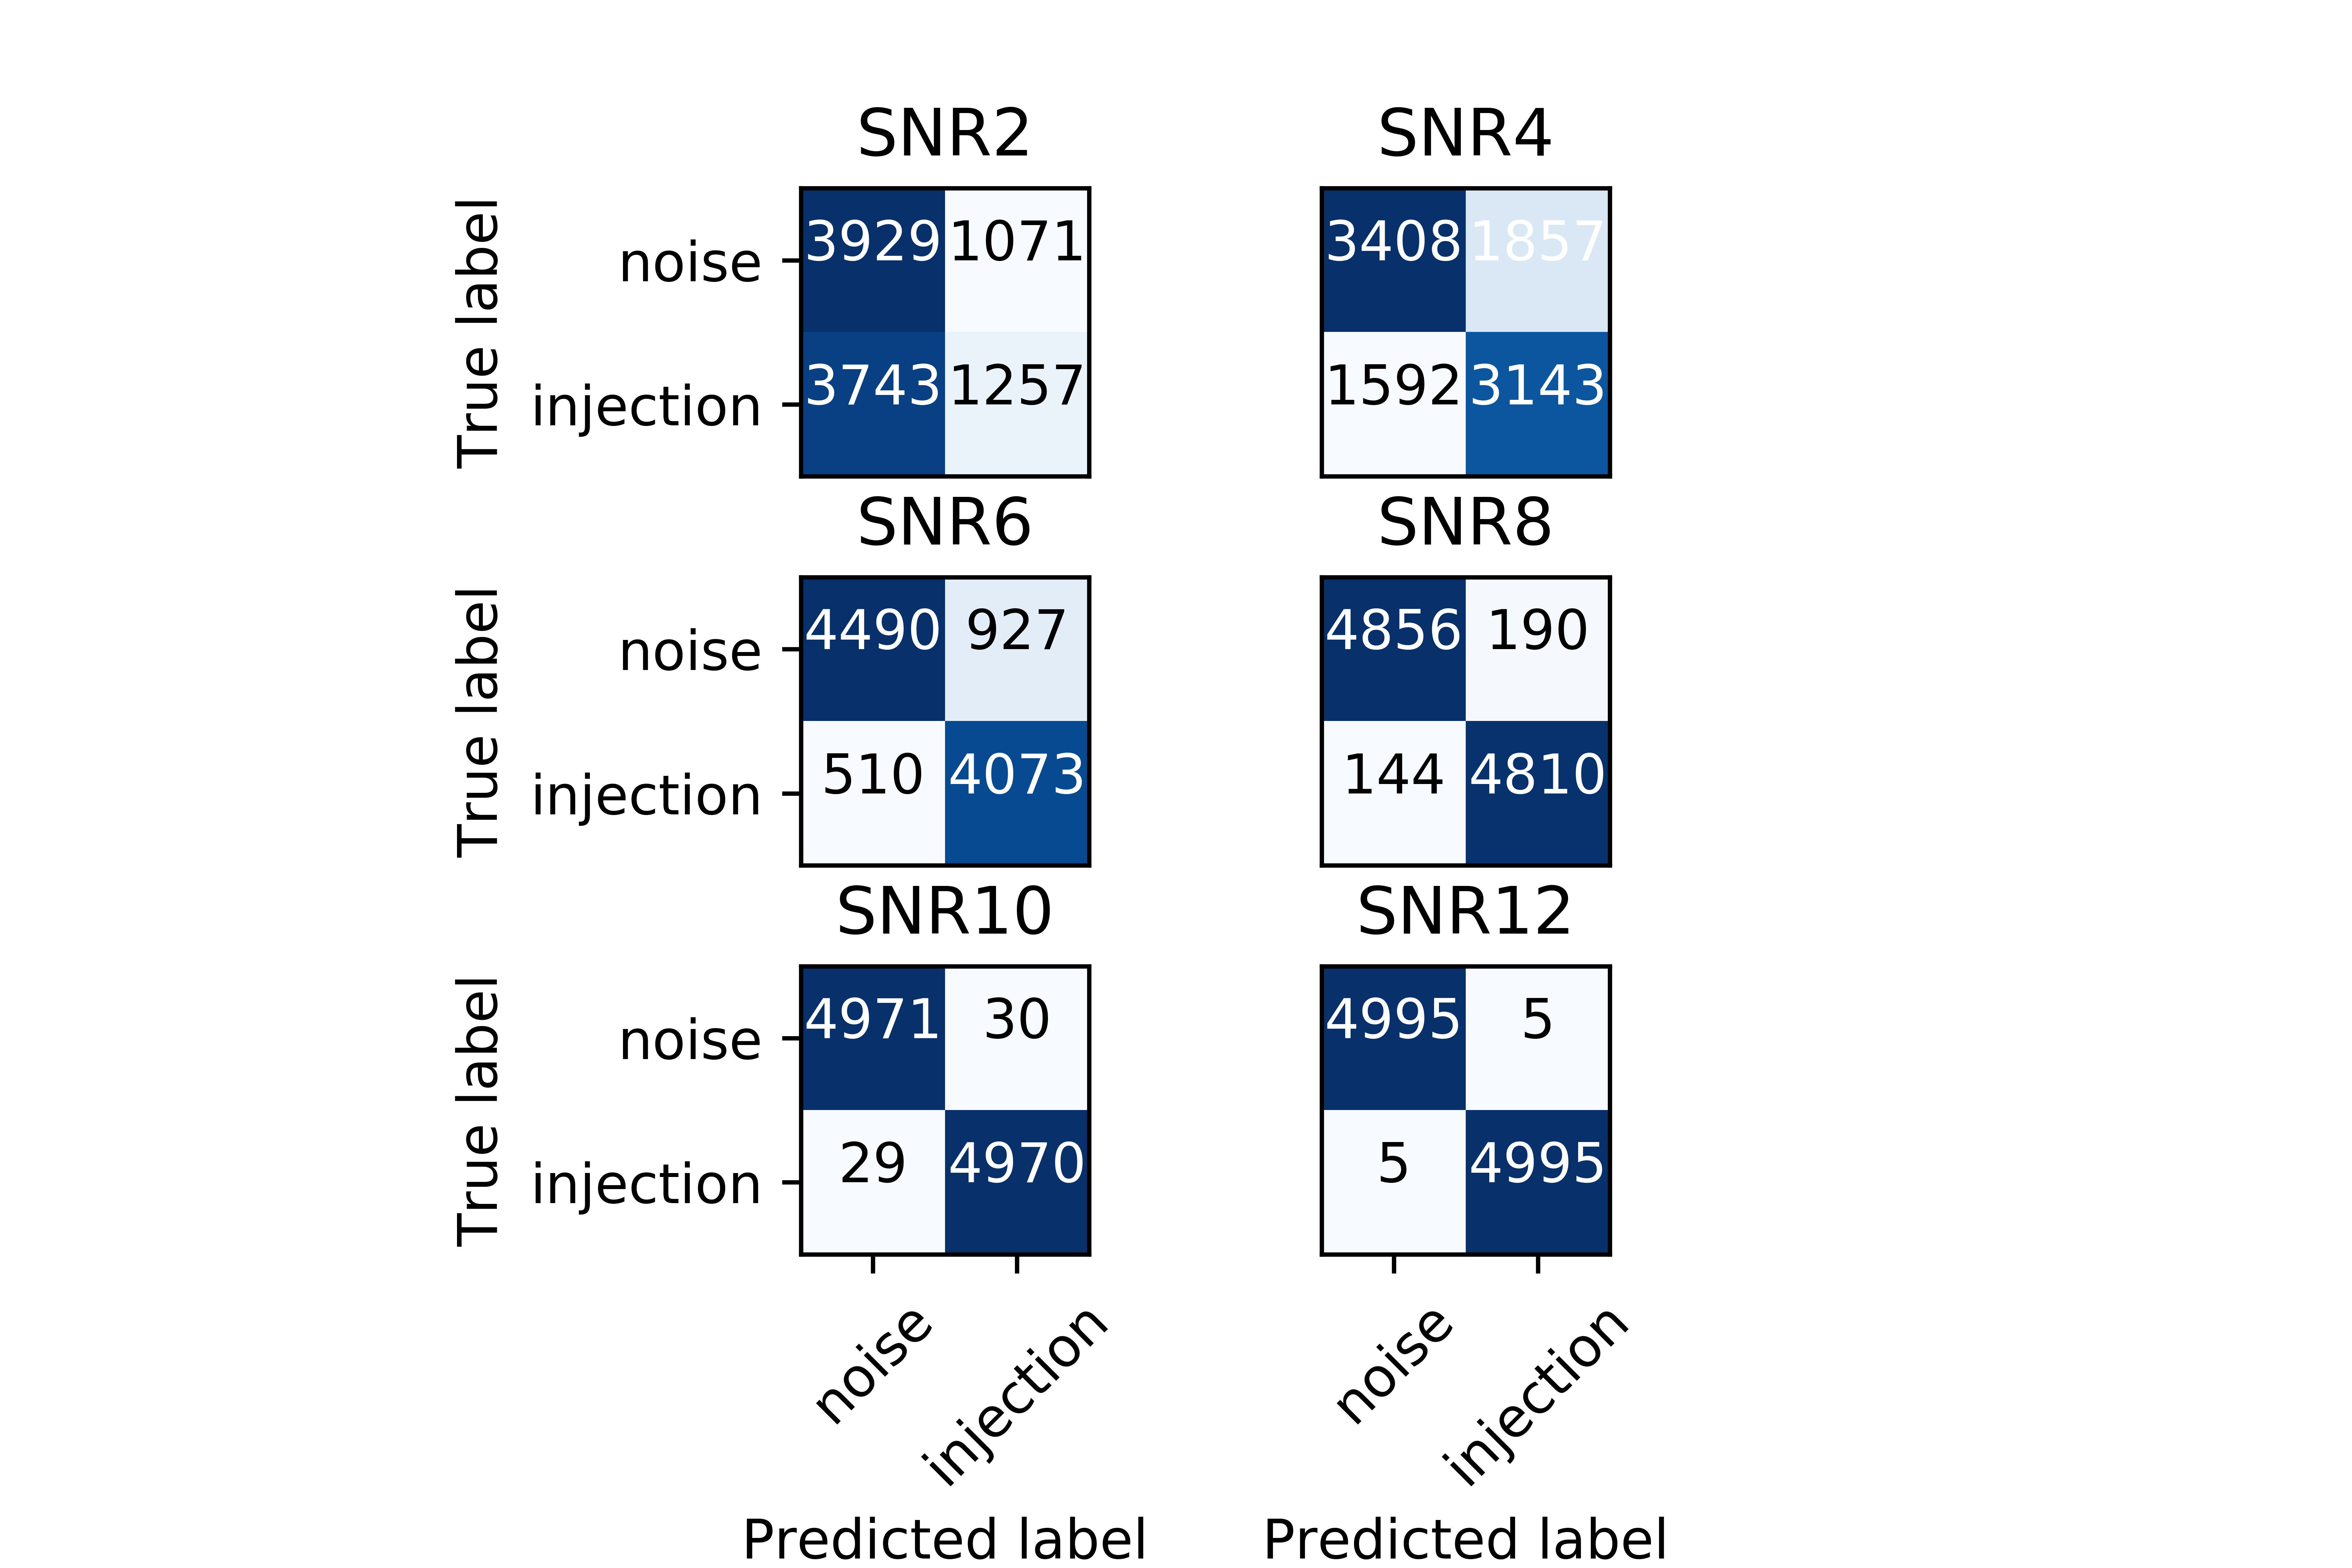 SNR2
SNR4
True label
noise
3929 1071
3408 1857
injection
3743 1257
1592 3143
SNR6
SNR8
True label
noise
4490 927
4856 190
injection
510 4073
144 4810
SNR10
SNR12
True label
noise
4971 30
4995 5
injection
29 4970
5 4995
noise
injection
noise
injection
Predicted label
Predicted label